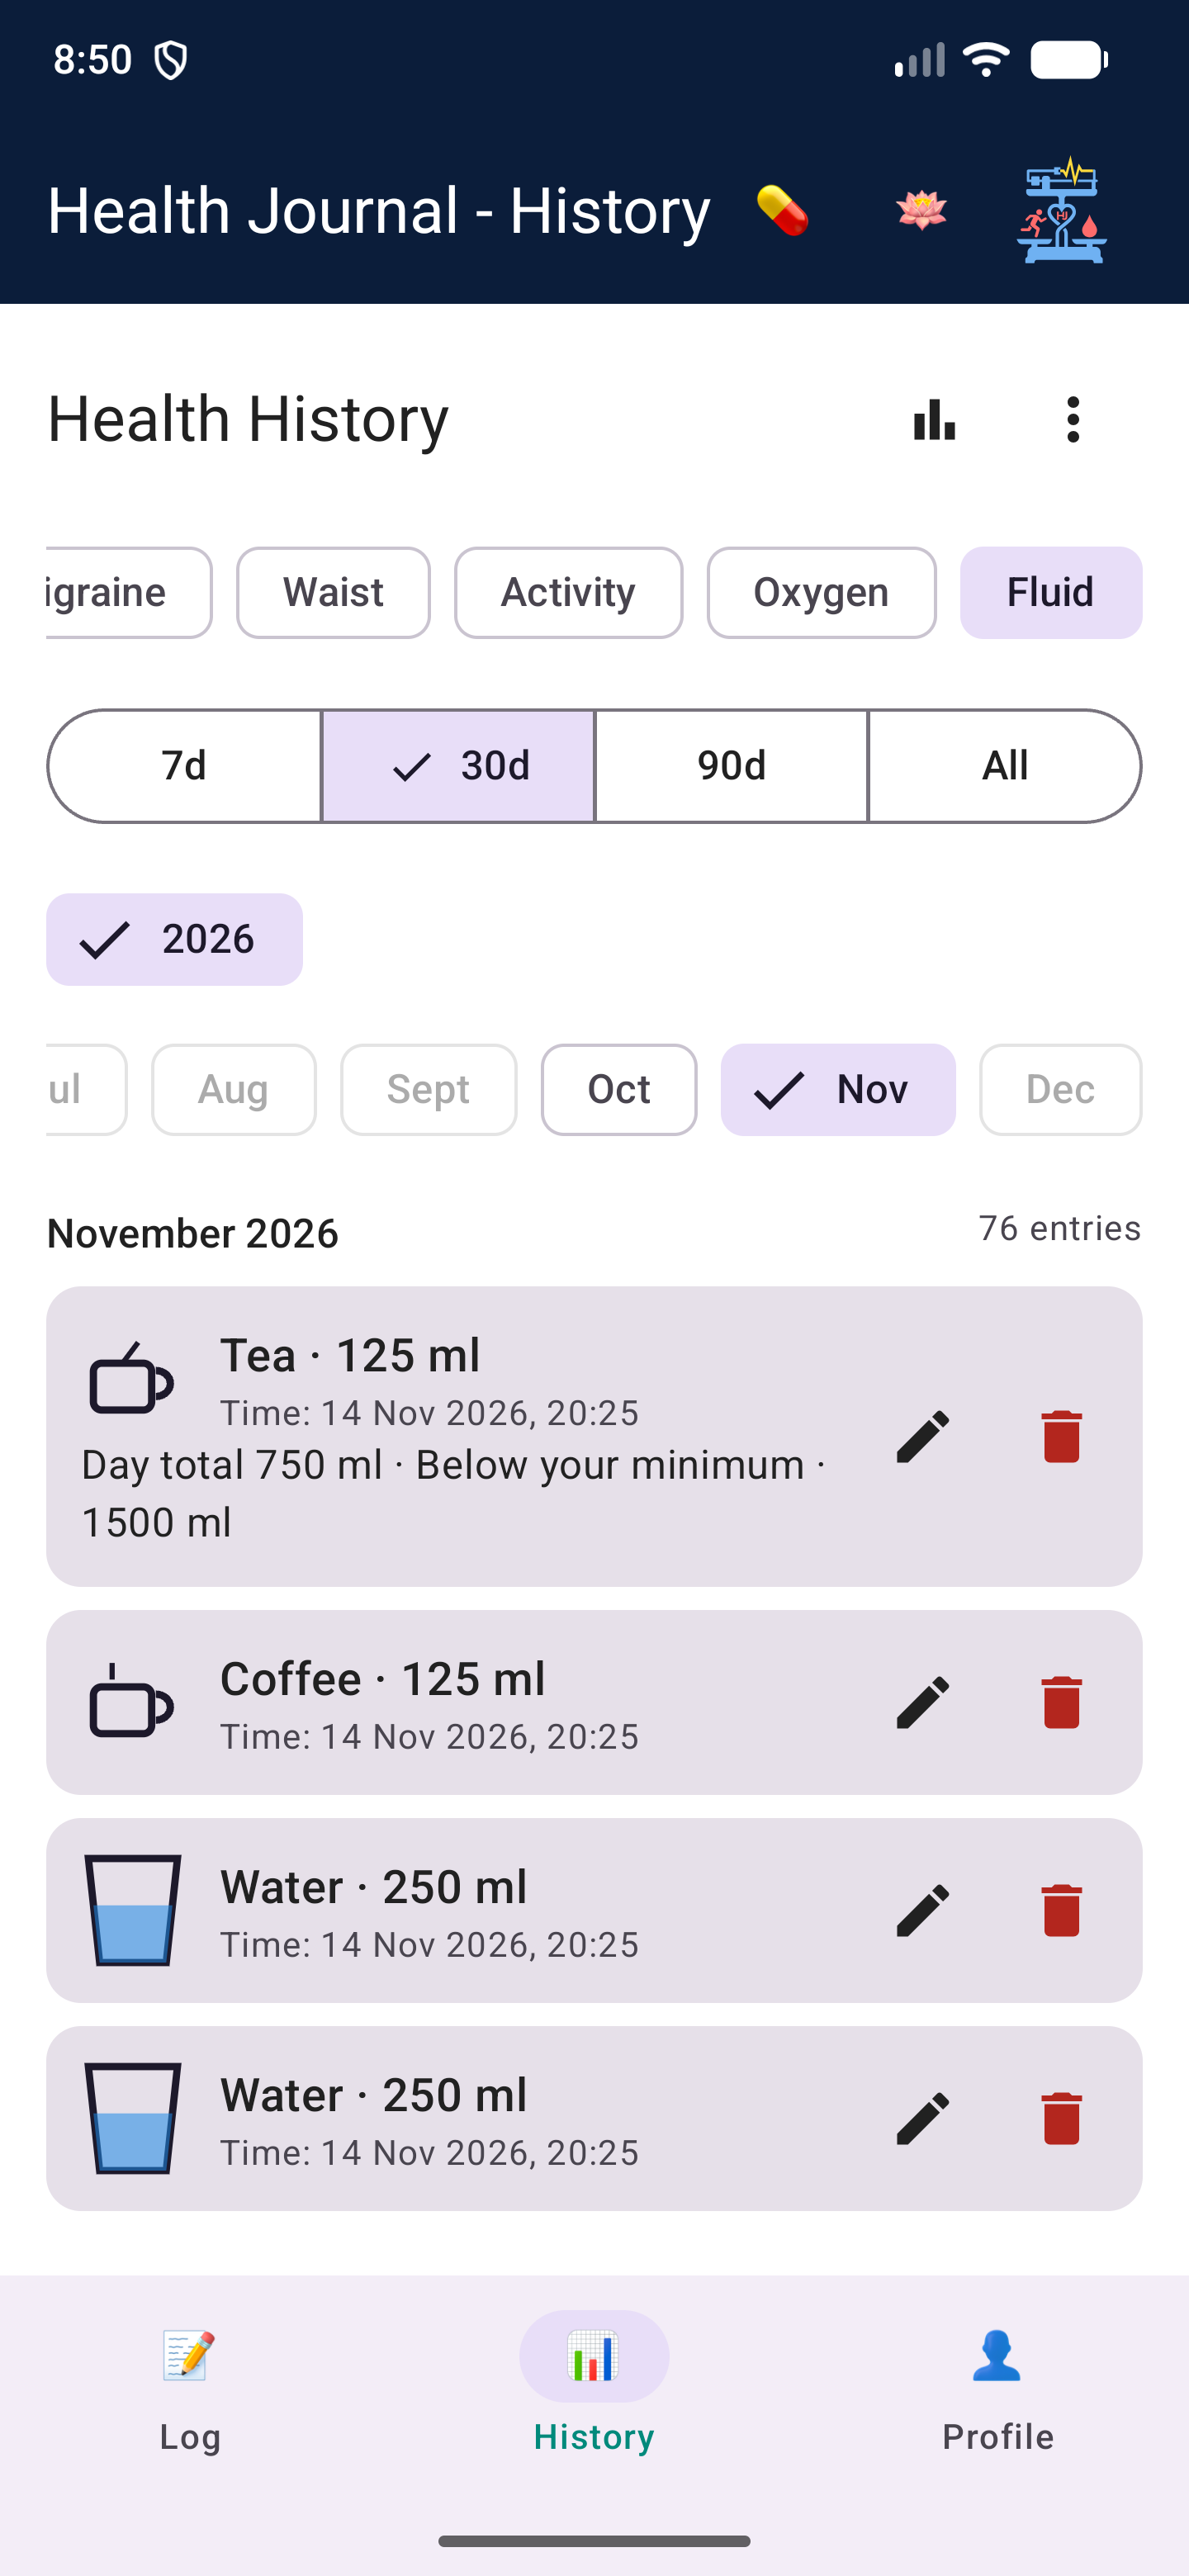 8:50
Health Journal - History
HJ
Health History
igraine
Waist
Activity
Oxygen
Fluid
7d
30d
90d
All
2026
ul
Aug
Sept
Oct
Nov
Dec
November 2026
76 entries
Tea · 125 ml
Time: 14 Nov 2026, 20:25
Day total 750 ml · Below your minimum ·
1500 ml
Coffee · 125 ml
Time: 14 Nov 2026, 20:25
Water · 250 ml
Time: 14 Nov 2026, 20:25
Water · 250 ml
Time: 14 Nov 2026, 20:25
Log
History
Profile